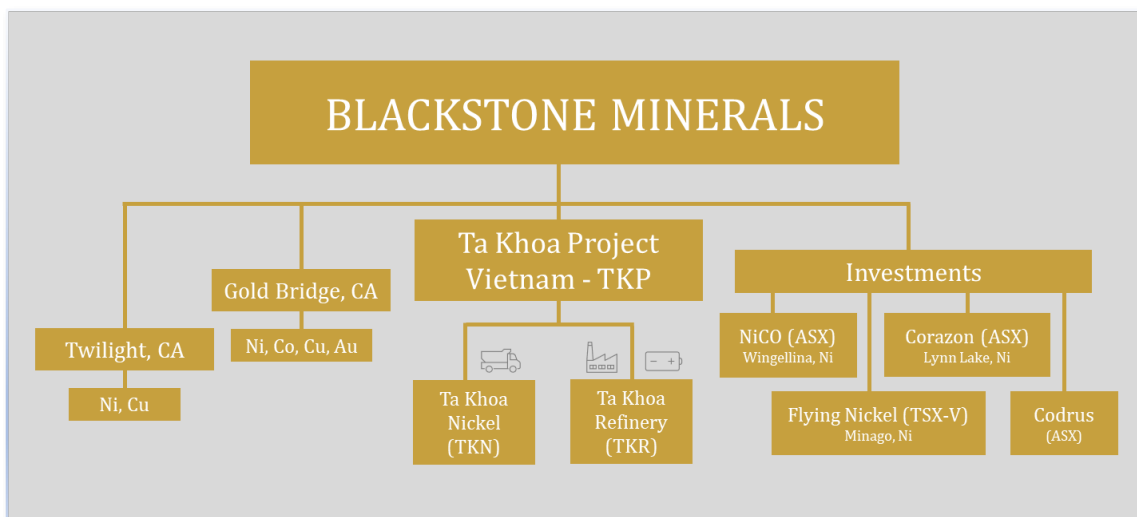 BLACKSTONE MINERALS
Twilight, CA
Ni, Cu
Gold Bridge, CA
Ni, Co, Cu, Au
Ta Khoa Project
Vietnam - TKP
Ta Khoa
Nickel
(TKN)
Ta Khoa
Refinery
(TKR)
Investments
NiCO (ASX)
Wingellina, Ni
Flying Nickel (TSX-V)
Minago, Ni
Corazon (ASX)
Lynn Lake, Ni
Codrus
(ASX)